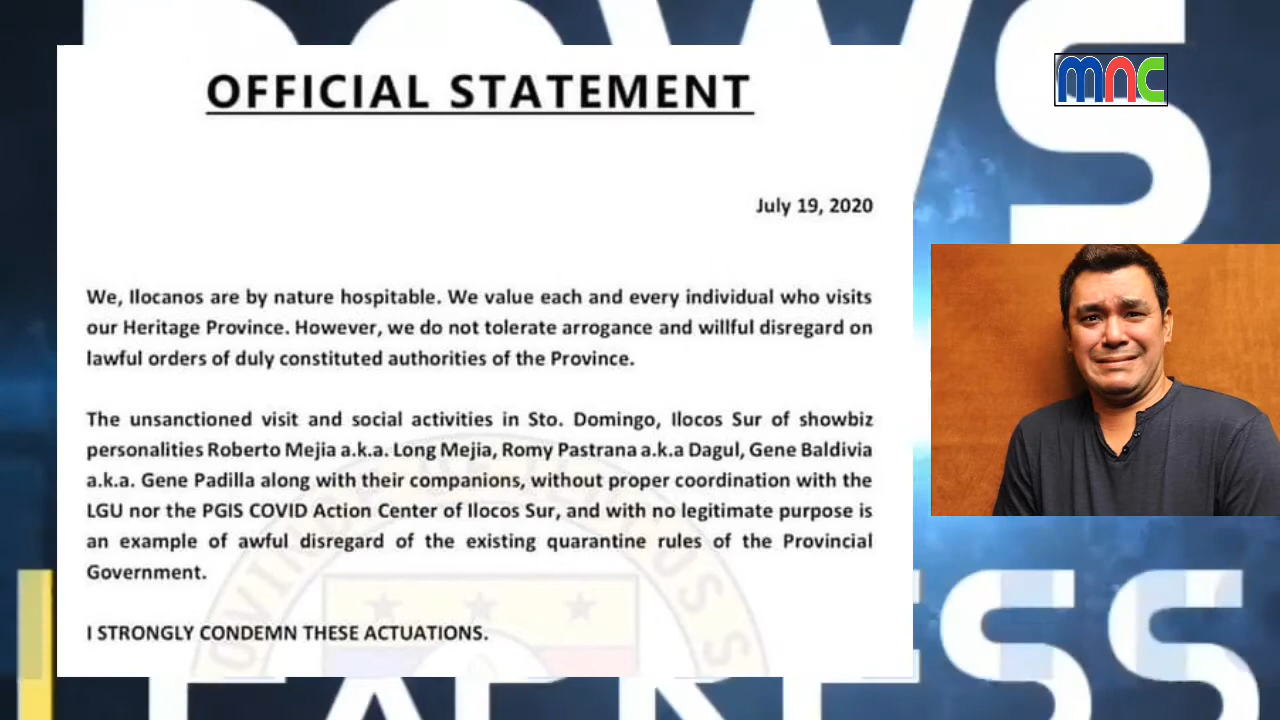 OFFICIAL STATEMENT
mnc
July 19, 2020
We, Ilocanos are by nature hospitable. We value each and every individual who visits
our Heritage Province. However, we do not tolerate arrogance and willful disregard on
lawful orders of duly constituted authorities of the Province.
The unsanctioned visit and social activities in Sto. Domingo, Ilocos Sur of showbiz
personalities Roberto Mejia a.k.a. Long Mejia, Romy Pastrana a.k.a Dagul, Gene Baldivia
a.k.a. Gene Padilla along with their companions, without proper coordination with the
LGU nor the PGIS COVID Action Center of Ilocos Sur, and with no legitimate purpose is
an example of awful disregard of the existing quarantine rules of the Provincial
Government.
I STRONGLY CONDEMN THESE ACTUATIONS.